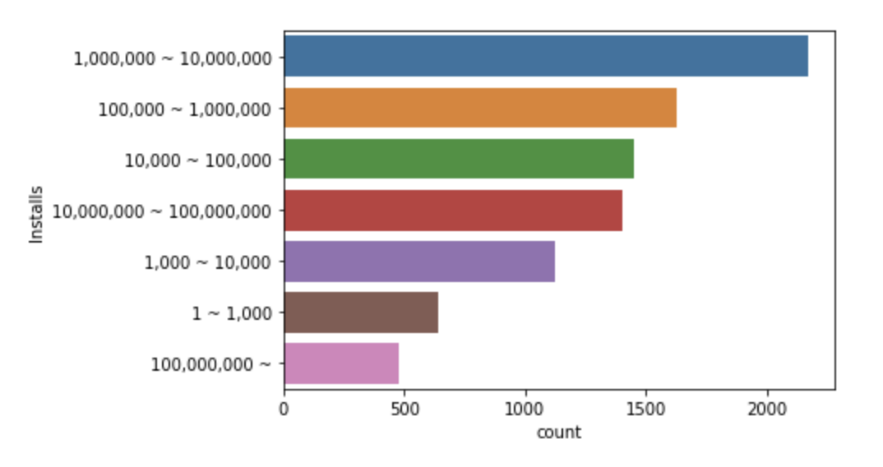 1,000,000 ~ 10,000,000
100,000 ~ 1,000,000
10,000 ~ 100,000
10,000,000 ~ 100,000,000
1,000 ~ 10,000
1 ~ 1,000
100,000,000 ~
Installs
0 500 1000 1500 2000
count